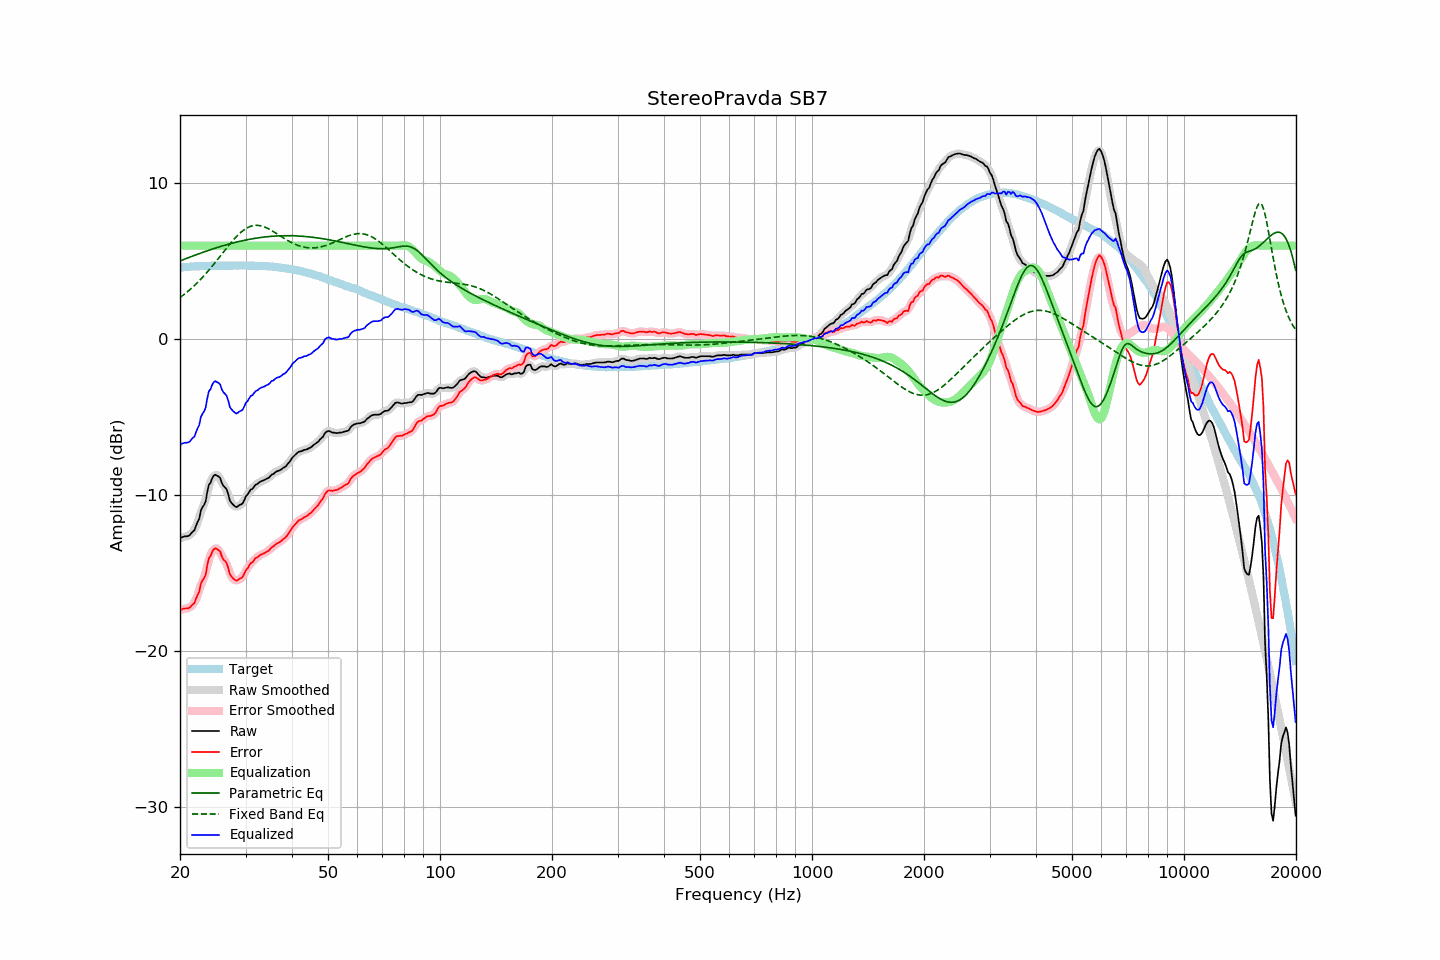 StereoPravda SB7
Amplitude (dBr)
10
0
−10
−20
−30
Target
Raw Smoothed
Error Smoothed
Raw
Error
Equalization
Parametric Eq
Fixed Band Eq
Equalized
20 50 100 200 500 1000 2000 5000 10000 20000
Frequency (Hz)